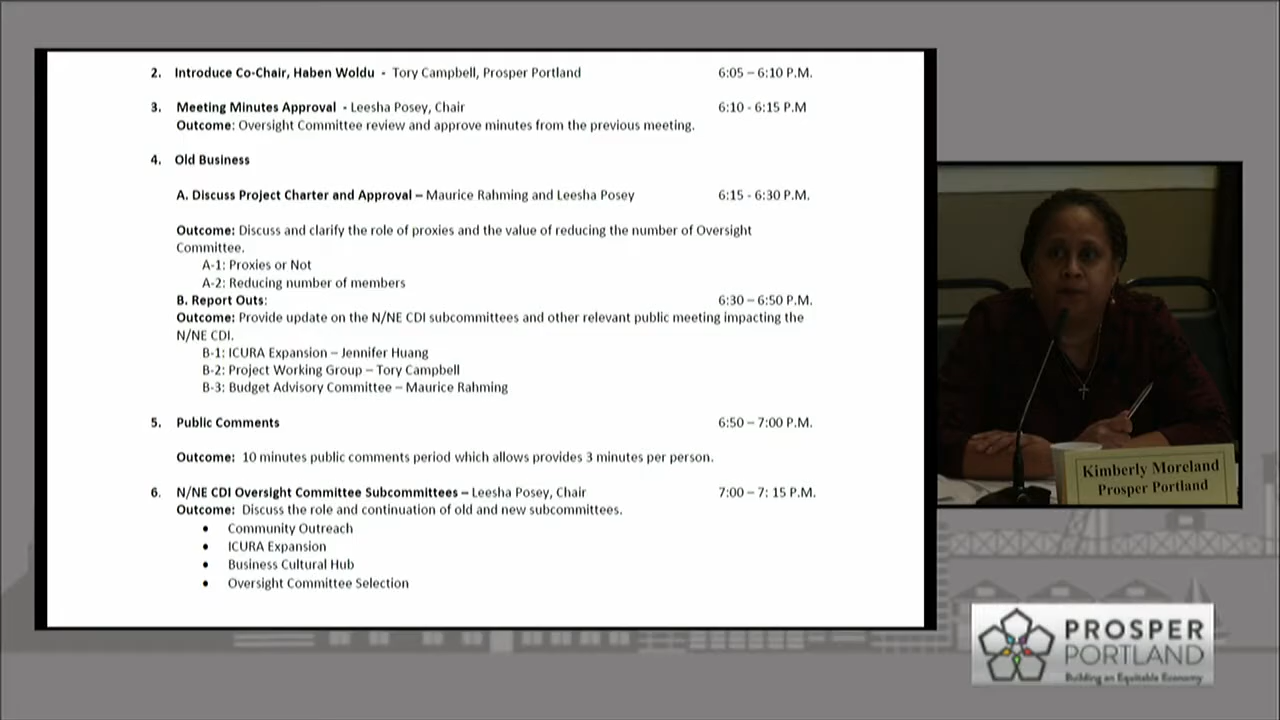 2. Introduce Co-Chair, Haben Woldu - Tory Campbell, Prosper Portland 6:05 – 6:10 P.M.
3. Meeting Minutes Approval - Leesha Posey, Chair 6:10 - 6:15 P.M
Outcome: Oversight Committee review and approve minutes from the previous meeting.
4. Old Business
A. Discuss Project Charter and Approval – Maurice Rahming and Leesha Posey 6:15 - 6:30 P.M.
Outcome: Discuss and clarify the role of proxies and the value of reducing the number of Oversight
Committee.
A-1: Proxies or Not
A-2: Reducing number of members
B. Report Outs: 6:30 – 6:50 P.M.
Outcome: Provide update on the N/NE CDI subcommittees and other relevant public meeting impacting the
N/NE CDI.
B-1: ICURA Expansion – Jennifer Huang
B-2: Project Working Group – Tory Campbell
B-3: Budget Advisory Committee – Maurice Rahming
5. Public Comments 6:50 – 7:00 P.M.
Outcome: 10 minutes public comments period which allows provides 3 minutes per person.
6. N/NE CDI Oversight Committee Subcommittees – Leesha Posey, Chair 7:00 – 7: 15 P.M.
Outcome: Discuss the role and continuation of old and new subcommittees.
• Community Outreach
• ICURA Expansion
• Business Cultural Hub
• Oversight Committee Selection
Kimberly Moreland
Prosper Portland
PROSPER
PORTLAND
Building an Equitable Economy